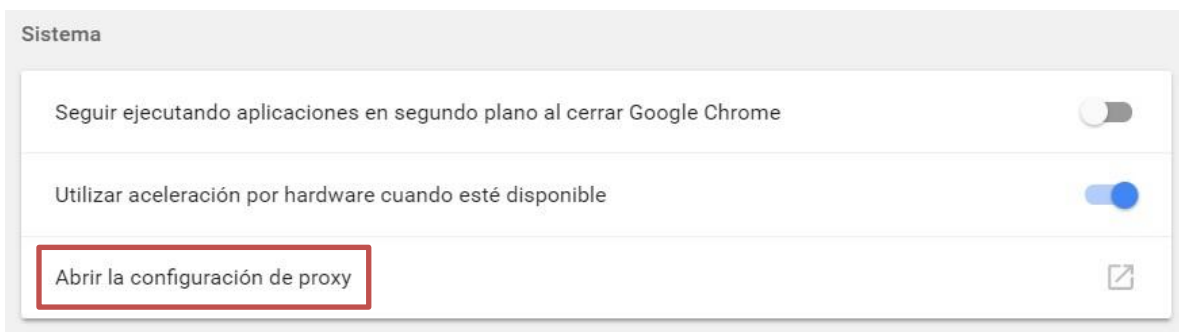 Sistema
Seguir ejecutando aplicaciones en segundo plano al cerrar Google Chrome
Utilizar aceleración por hardware cuando esté disponible
Abrir la configuración de proxy